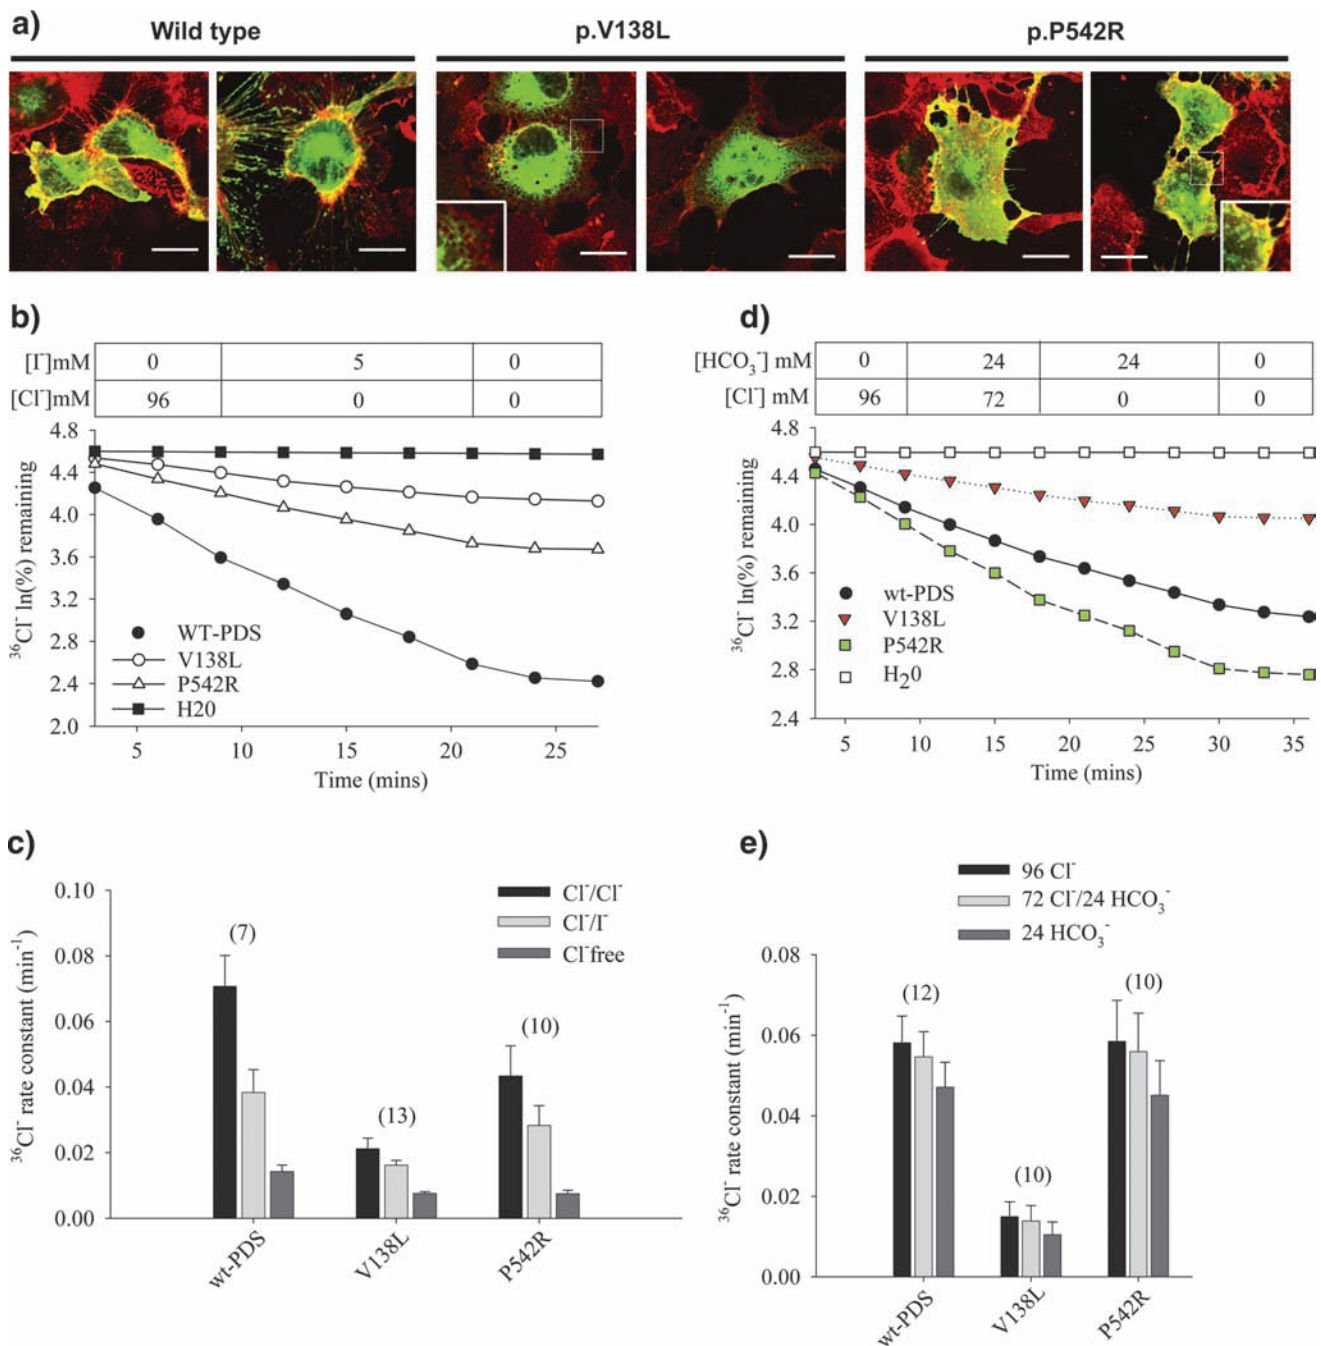 a)
Wild type
p.V138L
p.P542R
b)
[I⁻]mM 0 5 0
[Cl⁻]mM 96 0 0
4.8
4.4
4.0
3.6
3.2
2.8
2.4
2.0
³⁶Cl⁻ ln(%) remaining
WT-PDS
V138L
P542R
H20
5 10 15 20 25
Time (mins)
d)
[HCO₃⁻] mM 0 24 24 0
[Cl⁻] mM 96 72 0 0
4.8
4.4
4.0
3.6
3.2
2.8
2.4
³⁶Cl⁻ ln(%) remaining
wt-PDS
V138L
P542R
H₂0
5 10 15 20 25 30 35
Time (mins)
c)
0.10
0.08
0.06
0.04
0.02
0.00
³⁶Cl⁻ rate constant (min⁻¹)
Cl⁻/Cl⁻
Cl⁻/I⁻
Cl⁻free
(7)
(13)
(10)
wt-PDS
V138L
P542R
e)
96 Cl⁻
72 Cl⁻/24 HCO₃⁻
24 HCO₃⁻
0.08
0.06
0.04
0.02
0.00
³⁶Cl⁻ rate constant (min⁻¹)
(12)
(10)
(10)
wt-PDS
V138L
P542R